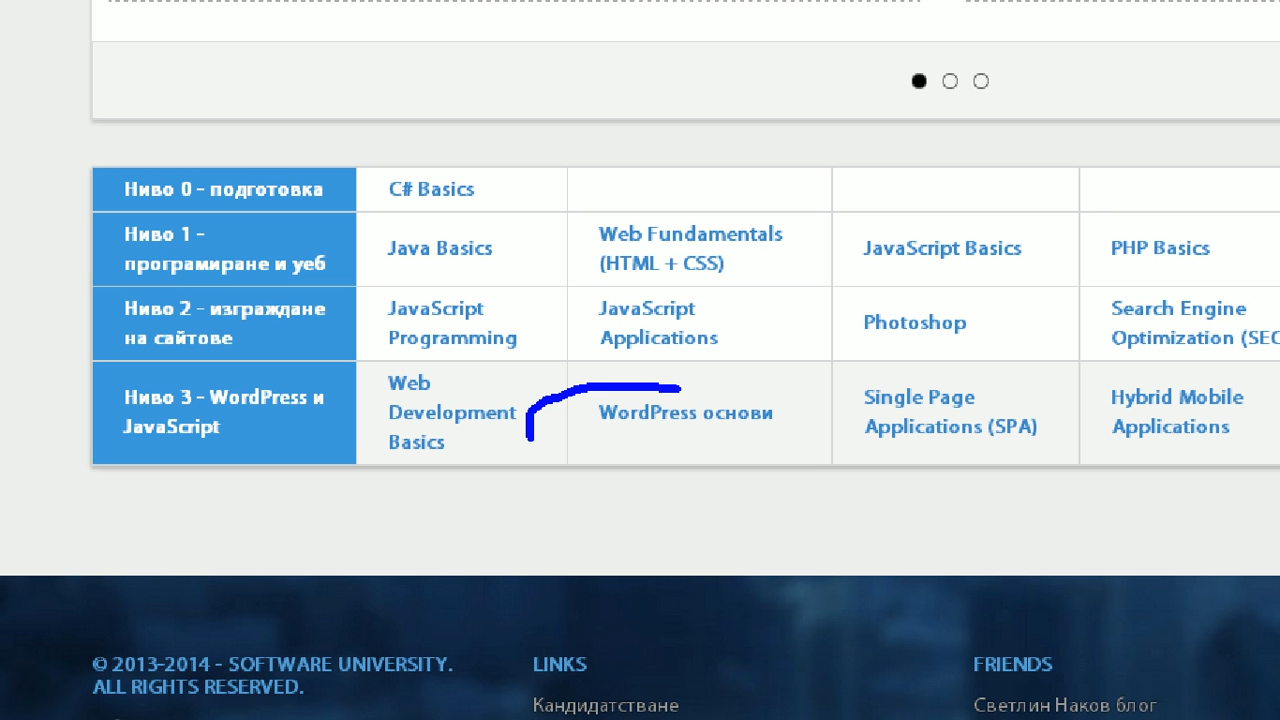 Ниво 0 - подготовка
C# Basics
Ниво 1 -
програмиране и уеб
Java Basics
Web Fundamentals
(HTML + CSS)
JavaScript Basics
PHP Basics
Ниво 2 - изграждане
на сайтове
JavaScript
Programming
JavaScript
Applications
Photoshop
Search Engine
Optimization (SEO
Ниво 3 - WordPress и
JavaScript
Web
Development
Basics
WordPress основи
Single Page
Applications (SPA)
Hybrid Mobile
Applications
© 2013-2014 - SOFTWARE UNIVERSITY.
ALL RIGHTS RESERVED.
LINKS
Кандидатстване
FRIENDS
Светлин Наков блог